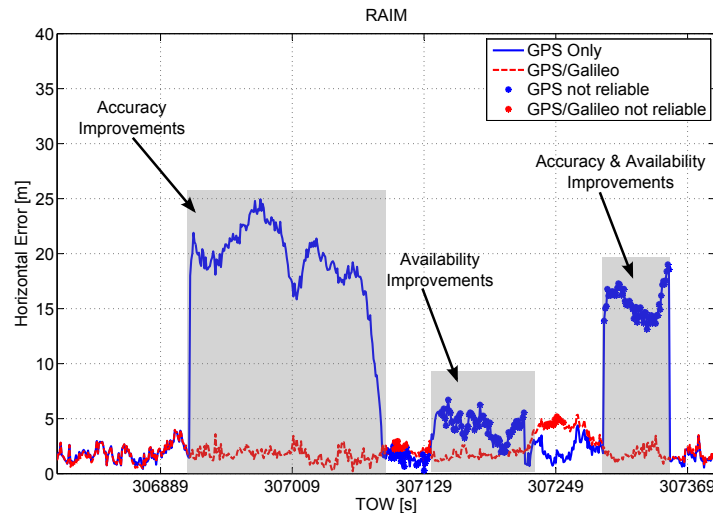 RAIM
40
35
30
25
20
15
10
5
0
Horizontal Error [m]
GPS Only
GPS/Galileo
GPS not reliable
GPS/Galileo not reliable
Accuracy
Improvements
Availability
Improvements
Accuracy & Availability
Improvements
306889
307009
307129
307249
307369
TOW [s]